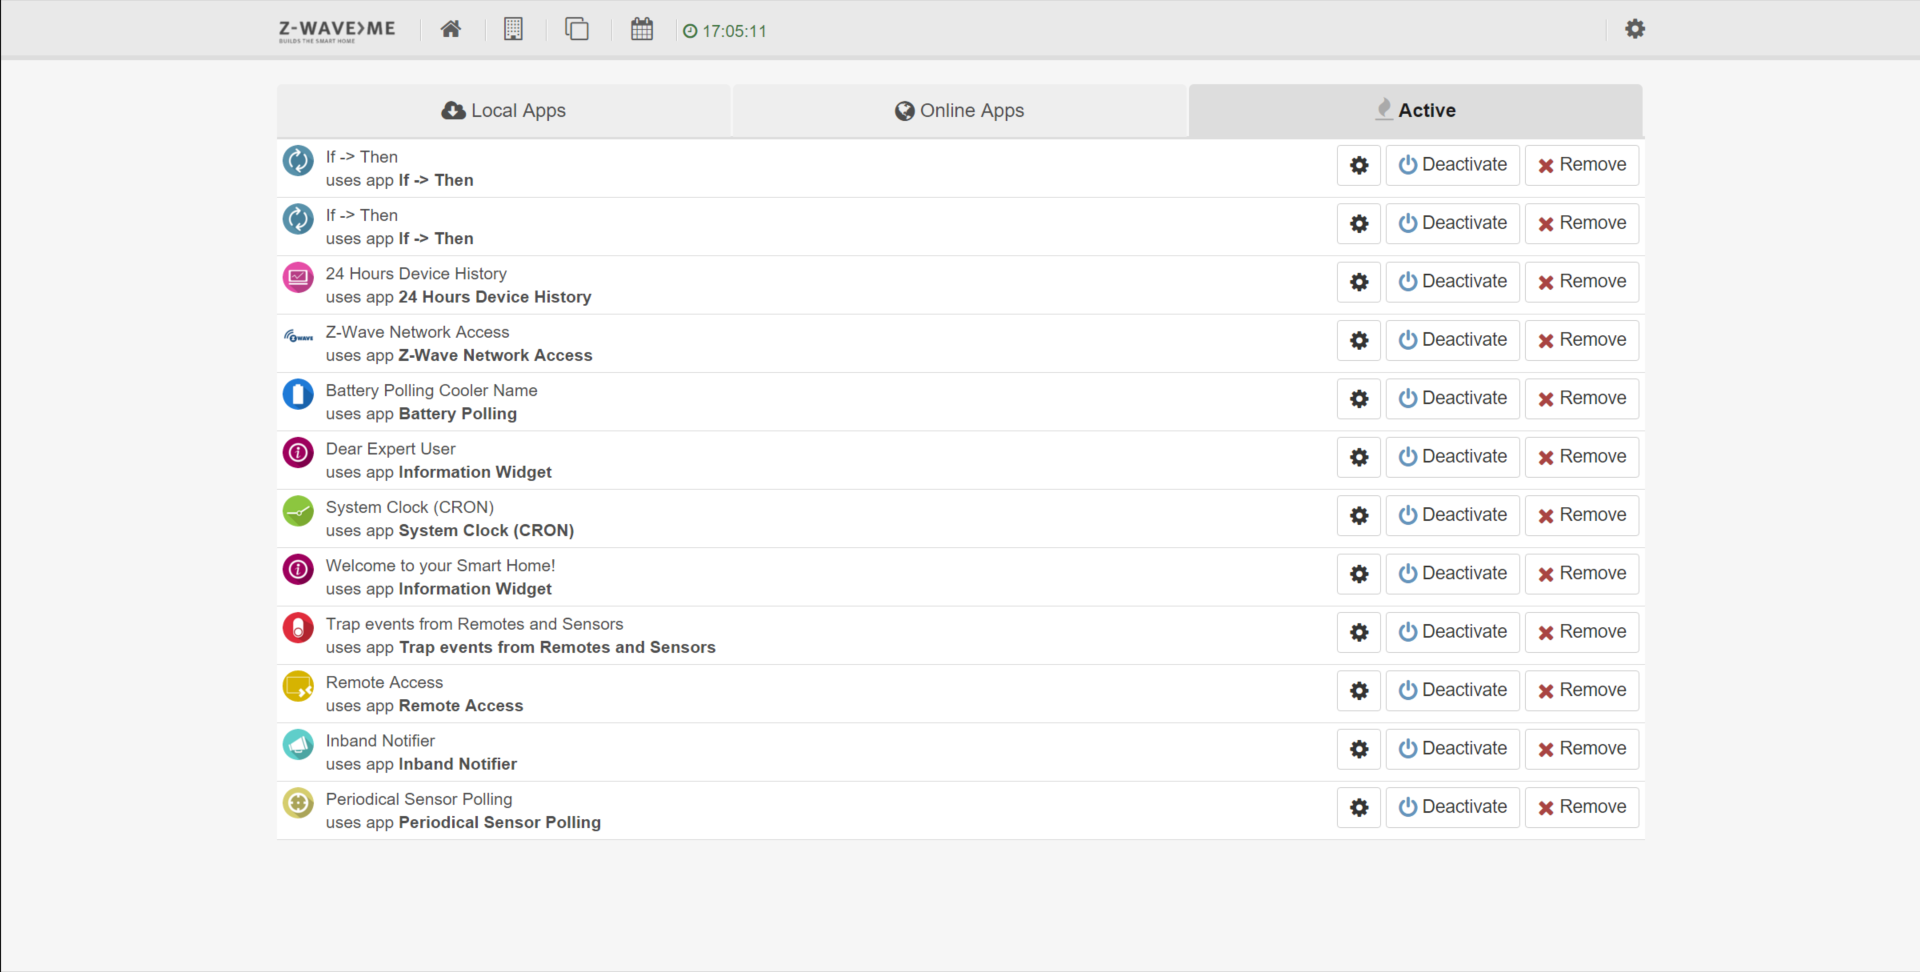 Z-WAVE>ME
BUILDS THE SMART HOME
17:05:11
Local Apps
Online Apps
Active
If -> Then
uses app If -> Then
Deactivate
Remove
If -> Then
uses app If -> Then
Deactivate
Remove
24 Hours Device History
uses app 24 Hours Device History
Deactivate
Remove
Z-Wave Network Access
uses app Z-Wave Network Access
Deactivate
Remove
Battery Polling Cooler Name
uses app Battery Polling
Deactivate
Remove
Dear Expert User
uses app Information Widget
Deactivate
Remove
System Clock (CRON)
uses app System Clock (CRON)
Deactivate
Remove
Welcome to your Smart Home!
uses app Information Widget
Deactivate
Remove
Trap events from Remotes and Sensors
uses app Trap events from Remotes and Sensors
Deactivate
Remove
Remote Access
uses app Remote Access
Deactivate
Remove
Inband Notifier
uses app Inband Notifier
Deactivate
Remove
Periodical Sensor Polling
uses app Periodical Sensor Polling
Deactivate
Remove